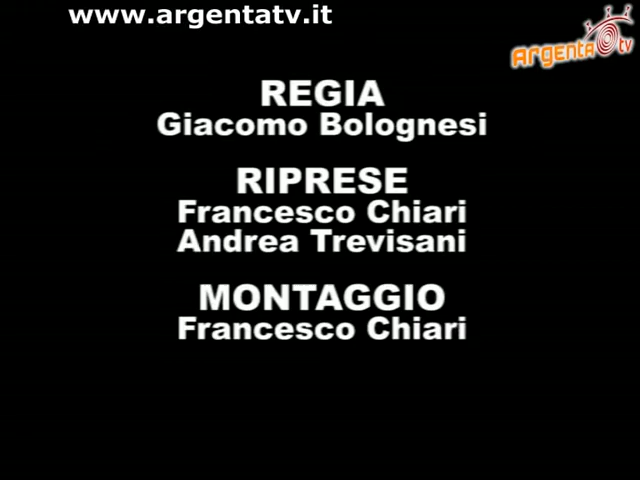 www.argentatv.it
Argenta tv
REGIA
Giacomo Bolognesi
RIPRESE
Francesco Chiari
Andrea Trevisani
MONTAGGIO
Francesco Chiari